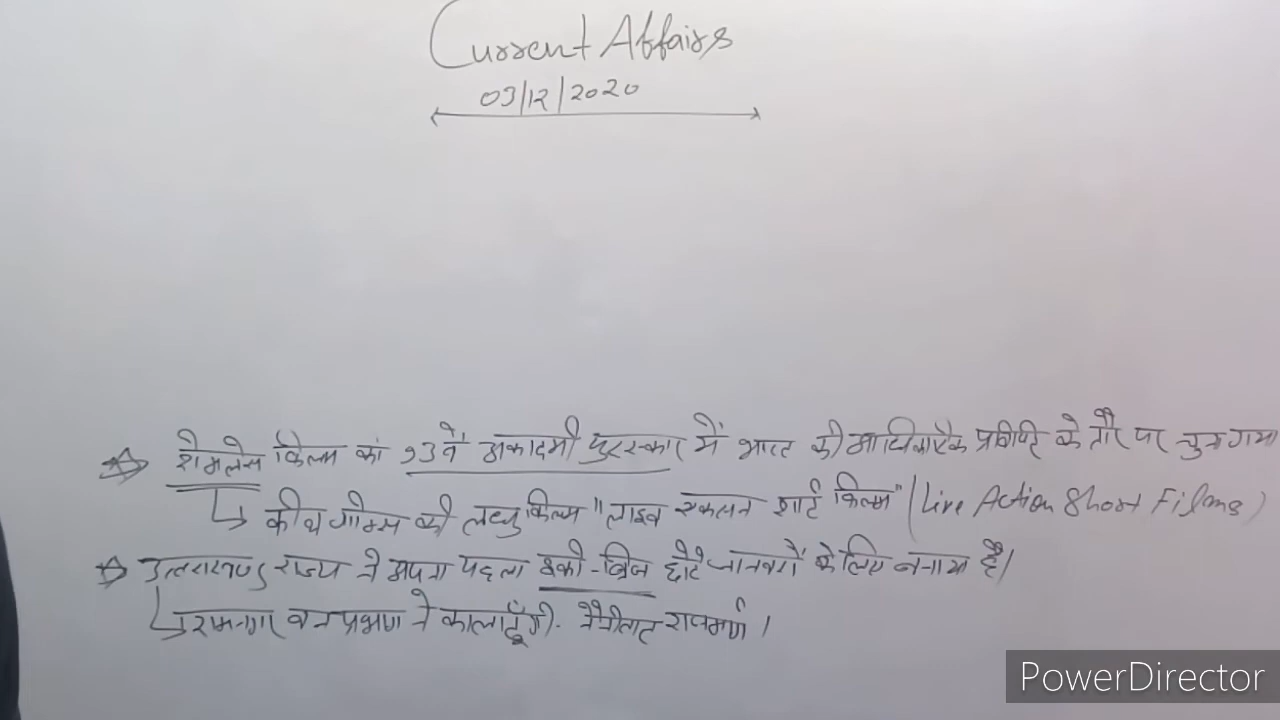 Current Affairs
03/12/2020
शेमलेस फिल्म को 93वें अकादमी पुरस्कार में भारत की आधिकारिक प्रविष्टि के तौर पर चुना गया
कीथ गोम्स की लघु फिल्म "लाइव एक्शन शार्ट फिल्म" (Live Action Short Films)
उत्तराखण्ड राज्य ने अपना पहला इको-ब्रिज छोटे जानवरों के लिए बनाया है।
रामनगर वन प्रभाग ने कालाढूँगी - नैनीताल राजमार्ग।
PowerDirector